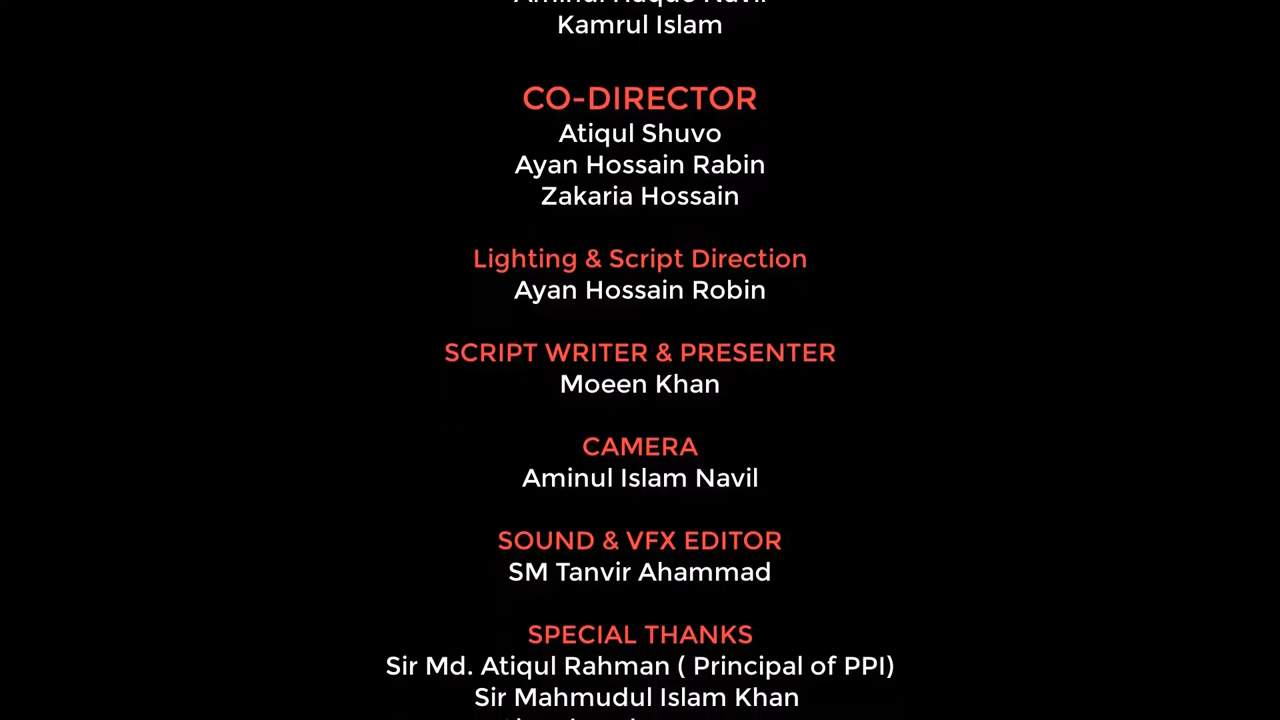 Kamrul Islam
CO-DIRECTOR
Atiqul Shuvo
Ayan Hossain Rabin
Zakaria Hossain
Lighting & Script Direction
Ayan Hossain Robin
SCRIPT WRITER & PRESENTER
Moeen Khan
CAMERA
Aminul Islam Navil
SOUND & VFX EDITOR
SM Tanvir Ahammad
SPECIAL THANKS
Sir Md. Atiqul Rahman ( Principal of PPI)
Sir Mahmudul Islam Khan